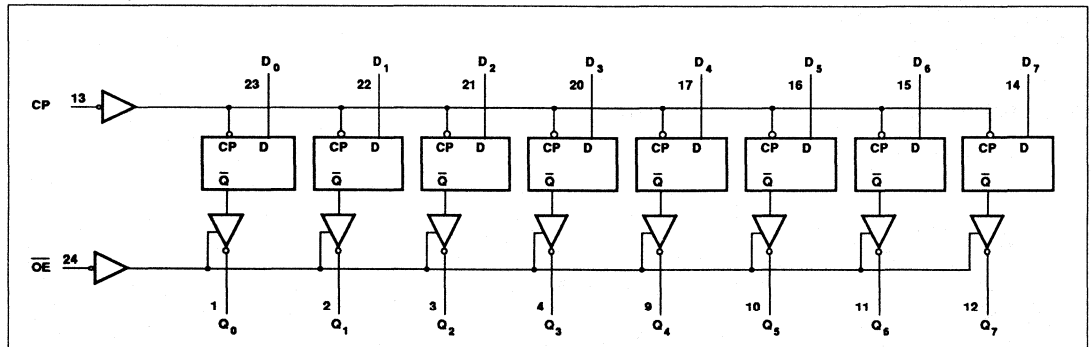 D0 D1 D2 D3 D4 D5 D6 D7
23 22 21 20 17 16 15 14
CP 13
CP D CP D CP D CP D CP D CP D CP D CP D
Q̅ Q̅ Q̅ Q̅ Q̅ Q̅ Q̅ Q̅
O̅E̅ 24
1 2 3 4 9 10 11 12
Q0 Q1 Q2 Q3 Q4 Q5 Q6 Q7